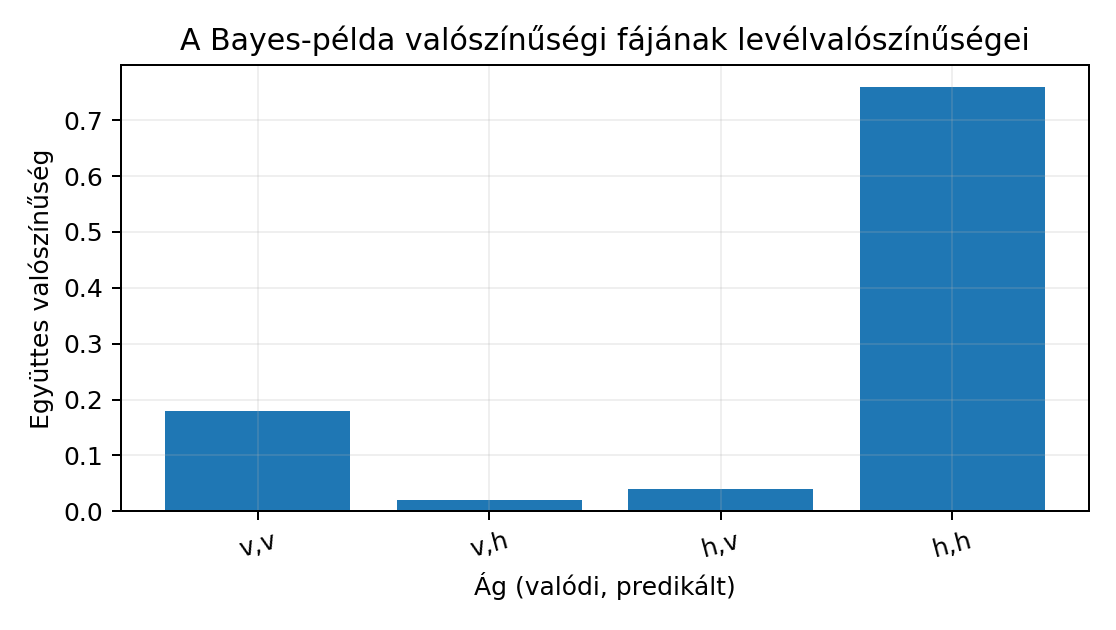 A Bayes-példa valószínűségi fájának levélvalószínűségei
Együttes valószínűség
0.7
0.6
0.5
0.4
0.3
0.2
0.1
0.0
v,v
v,h
h,v
h,h
Ág (valódi, predikált)